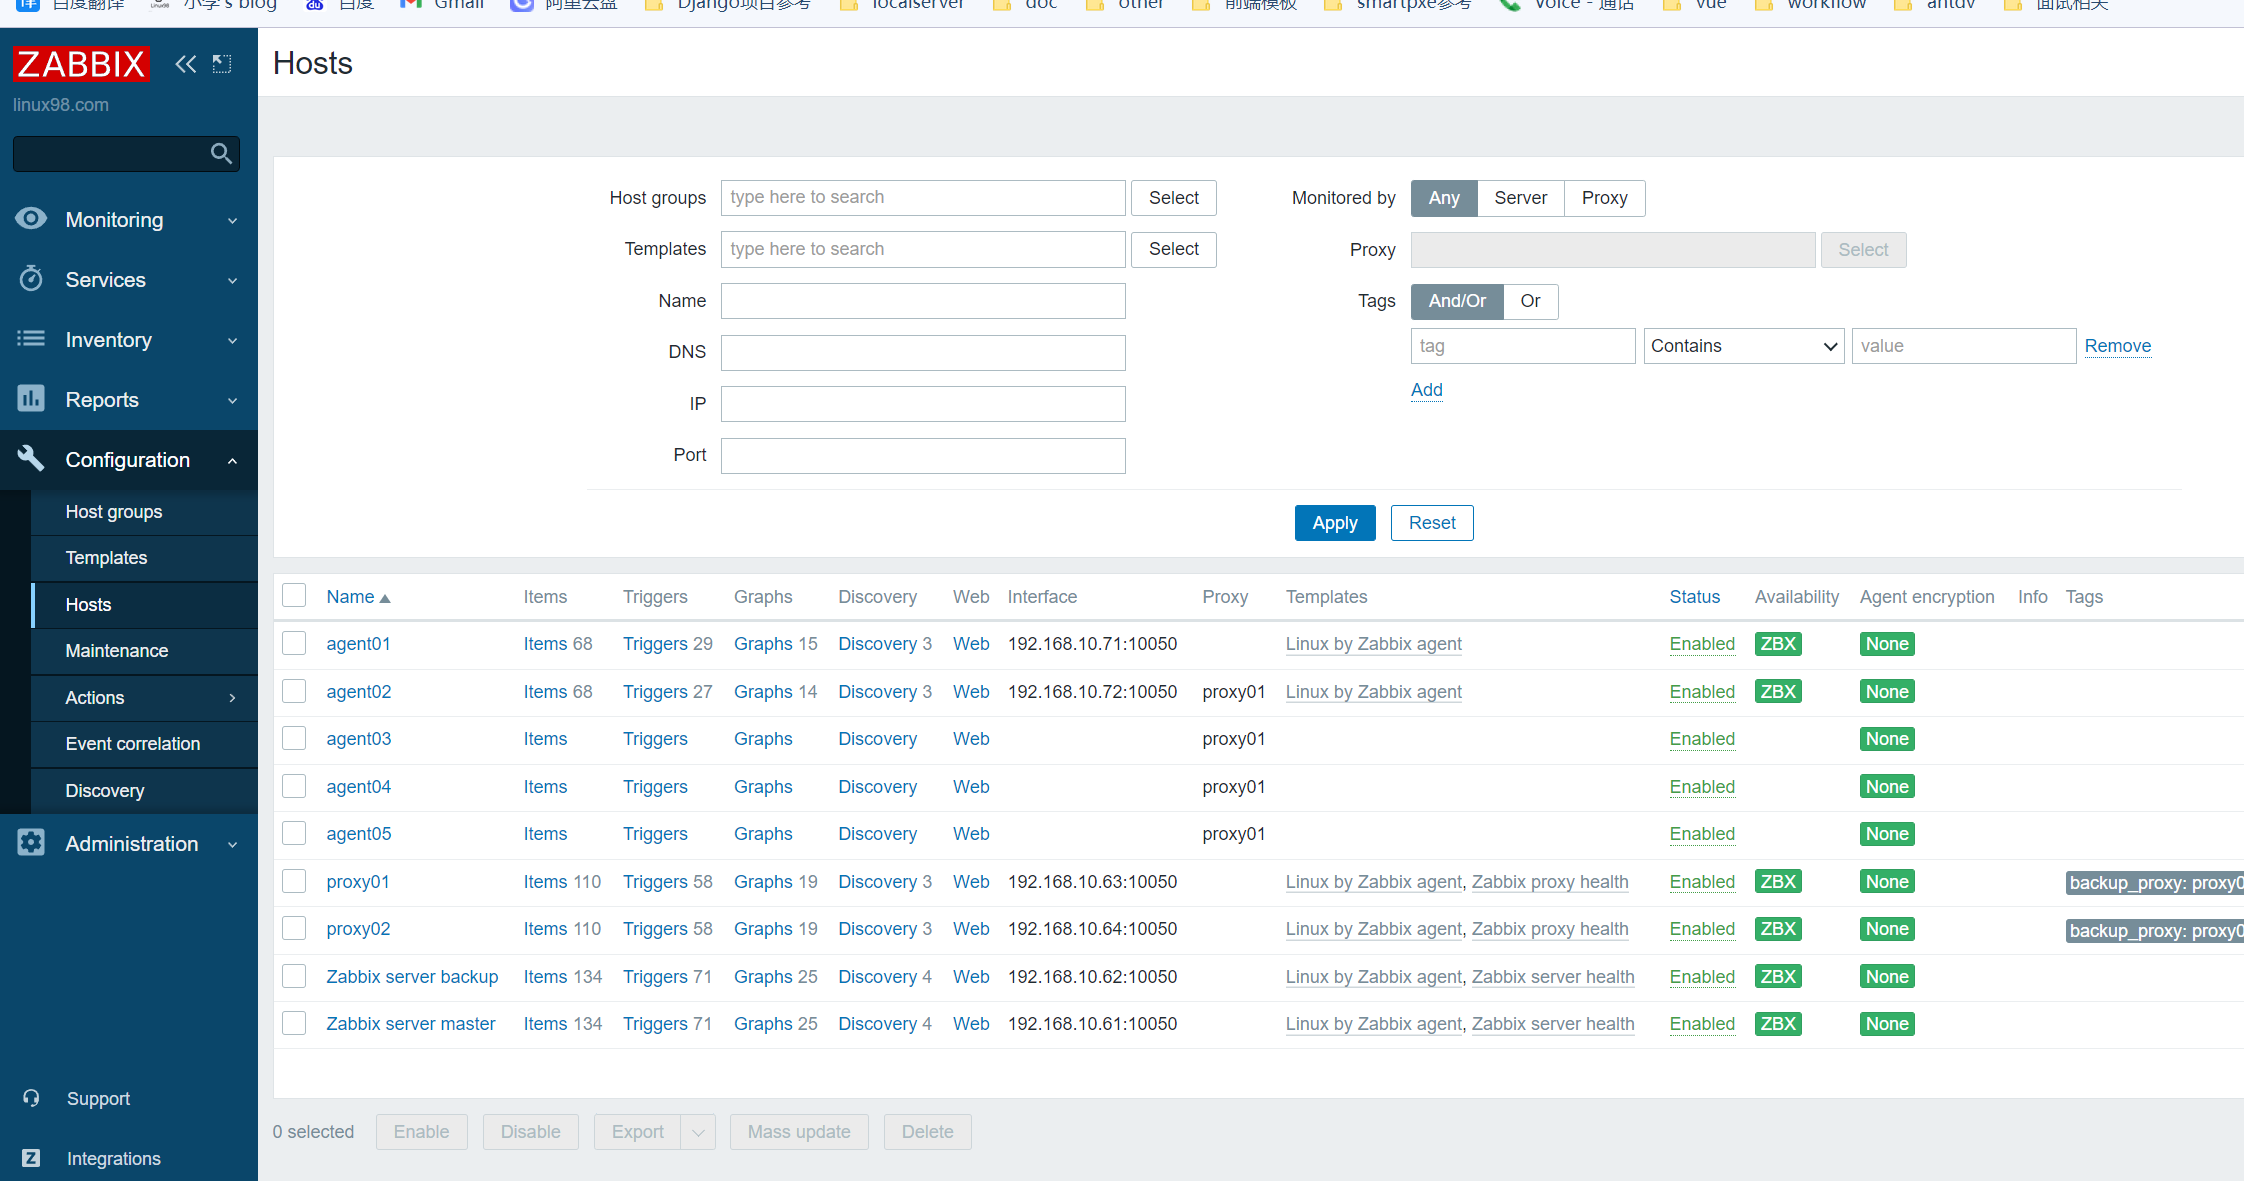 百度翻译 小学's blog 百度 Gmail 阿里云盘 Django项目参考 localserver doc other 前端模板 smartpxe参考 Voice - 通话 vue workflow antdv 面试相关
ZABBIX
linux98.com
Monitoring
Services
Inventory
Reports
Configuration
Host groups
Templates
Hosts
Maintenance
Actions
Event correlation
Discovery
Administration
Support
Integrations
Hosts
Host groups type here to search Select
Templates type here to search Select
Name
DNS
IP
Port
Monitored by Any Server Proxy
Proxy Select
Tags And/Or Or
tag Contains value Remove
Add
Apply Reset
Name Items Triggers Graphs Discovery Web Interface Proxy Templates Status Availability Agent encryption Info Tags
agent01 Items 68 Triggers 29 Graphs 15 Discovery 3 Web 192.168.10.71:10050 Linux by Zabbix agent Enabled ZBX None
agent02 Items 68 Triggers 27 Graphs 14 Discovery 3 Web 192.168.10.72:10050 proxy01 Linux by Zabbix agent Enabled ZBX None
agent03 Items Triggers Graphs Discovery Web proxy01 Enabled None
agent04 Items Triggers Graphs Discovery Web proxy01 Enabled None
agent05 Items Triggers Graphs Discovery Web proxy01 Enabled None
proxy01 Items 110 Triggers 58 Graphs 19 Discovery 3 Web 192.168.10.63:10050 Linux by Zabbix agent, Zabbix proxy health Enabled ZBX None backup_proxy: proxy0
proxy02 Items 110 Triggers 58 Graphs 19 Discovery 3 Web 192.168.10.64:10050 Linux by Zabbix agent, Zabbix proxy health Enabled ZBX None backup_proxy: proxy0
Zabbix server backup Items 134 Triggers 71 Graphs 25 Discovery 4 Web 192.168.10.62:10050 Linux by Zabbix agent, Zabbix server health Enabled ZBX None
Zabbix server master Items 134 Triggers 71 Graphs 25 Discovery 4 Web 192.168.10.61:10050 Linux by Zabbix agent, Zabbix server health Enabled ZBX None
0 selected Enable Disable Export Mass update Delete